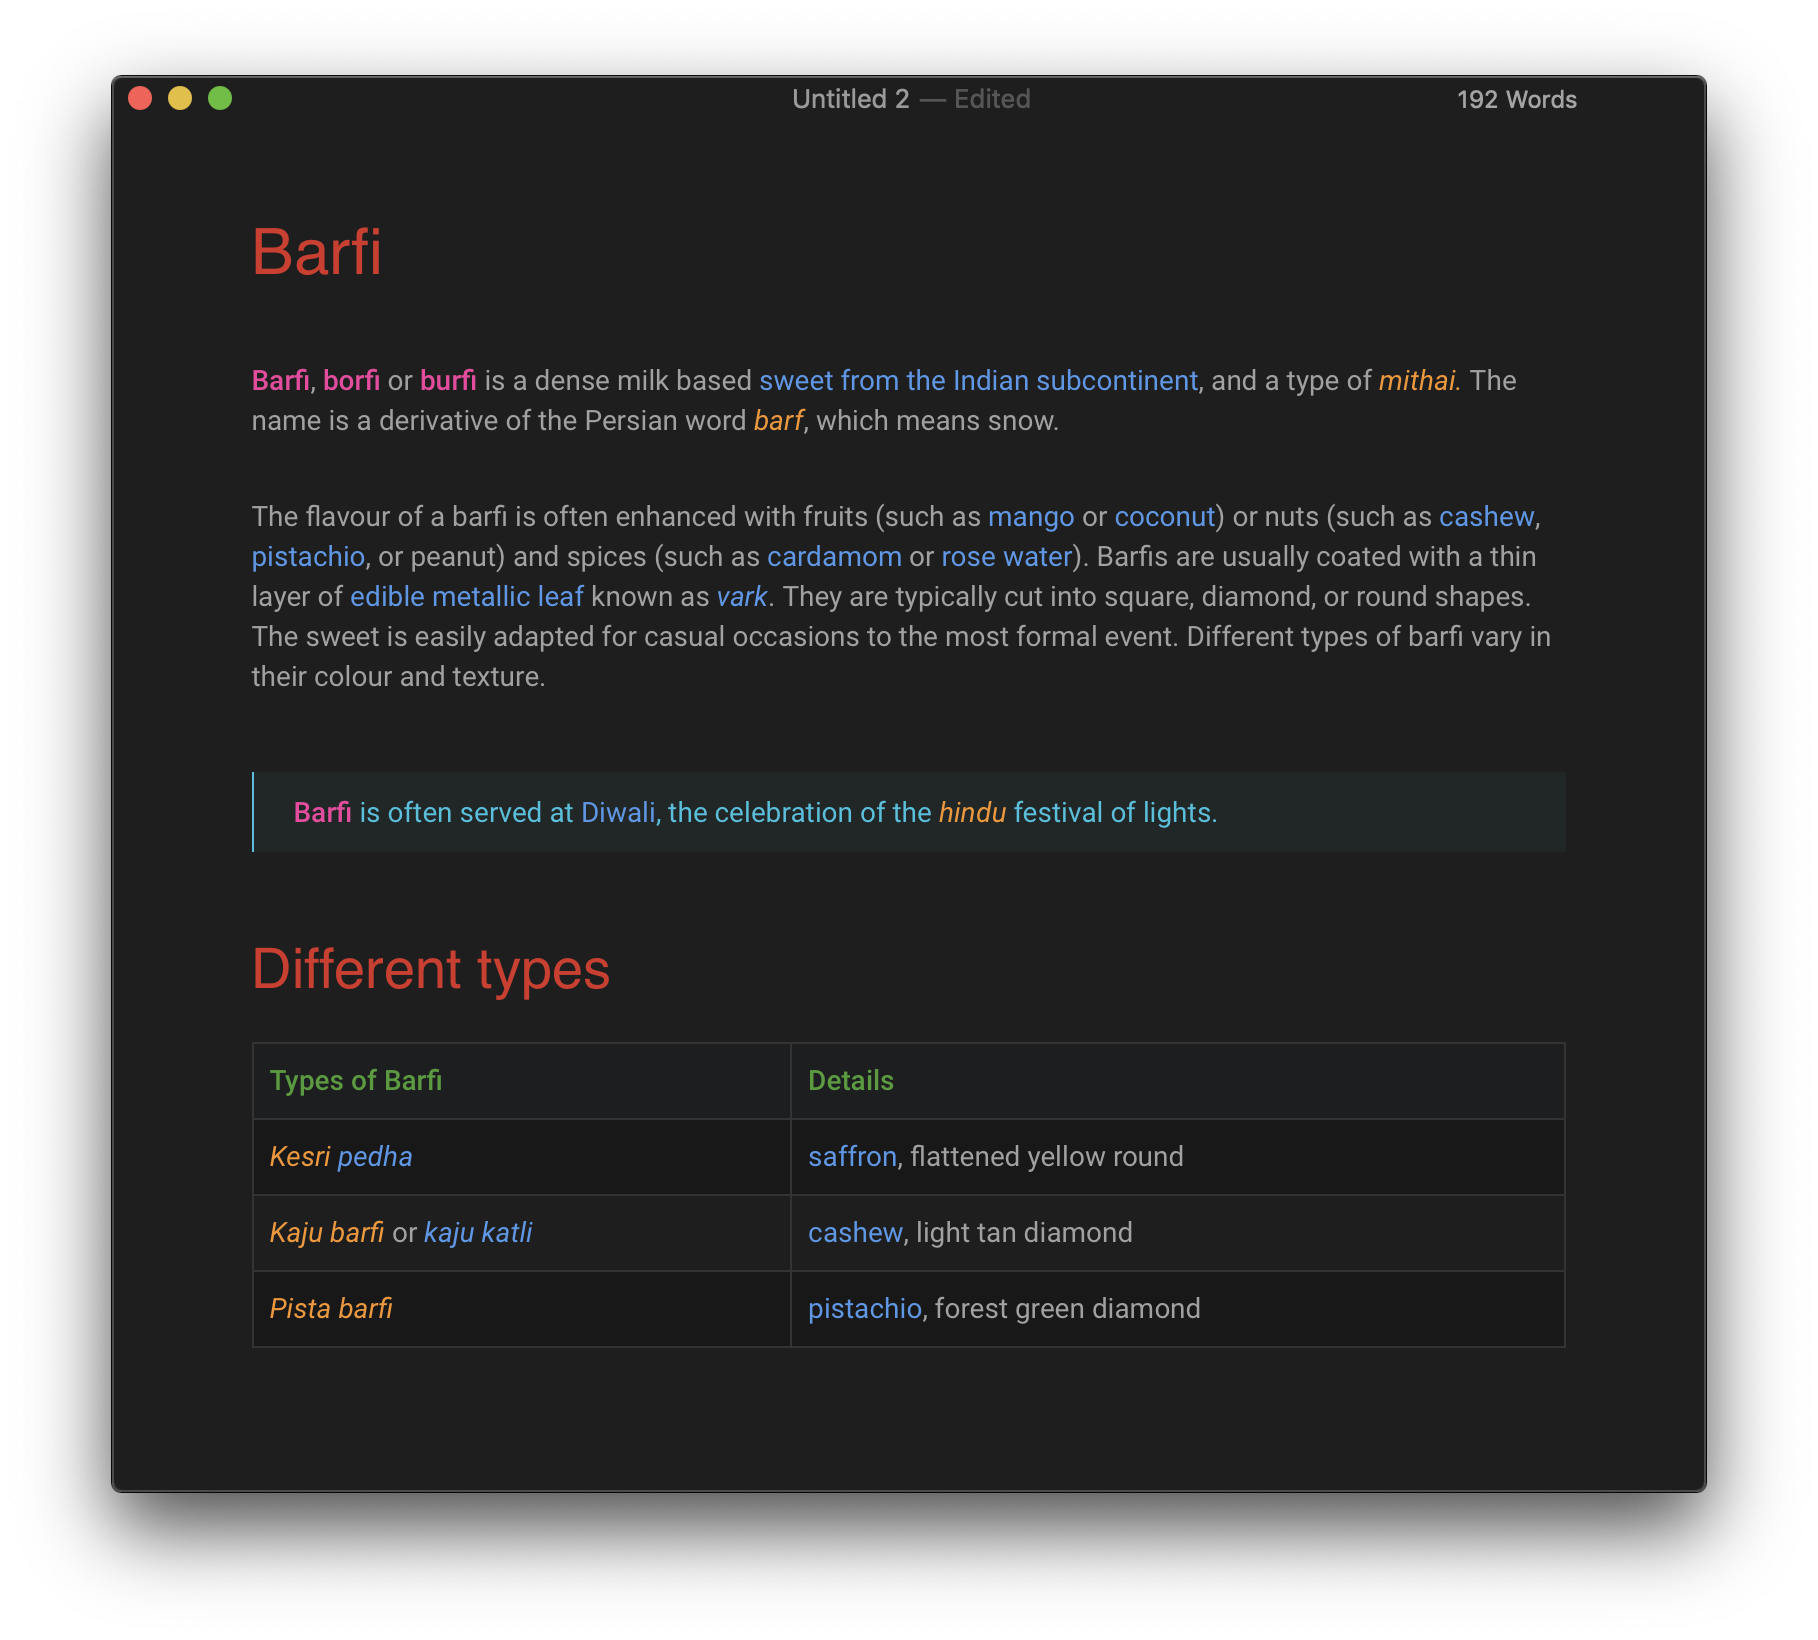 Untitled 2 — Edited
192 Words
Barfi
Barfi, borfi or burfi is a dense milk based sweet from the Indian subcontinent, and a type of mithai. The
name is a derivative of the Persian word barf, which means snow.
The flavour of a barfi is often enhanced with fruits (such as mango or coconut) or nuts (such as cashew,
pistachio, or peanut) and spices (such as cardamom or rose water). Barfis are usually coated with a thin
layer of edible metallic leaf known as vark. They are typically cut into square, diamond, or round shapes.
The sweet is easily adapted for casual occasions to the most formal event. Different types of barfi vary in
their colour and texture.
Barfi is often served at Diwali, the celebration of the hindu festival of lights.
Different types
Types of Barfi Details
Kesri pedha saffron, flattened yellow round
Kaju barfi or kaju katli cashew, light tan diamond
Pista barfi pistachio, forest green diamond